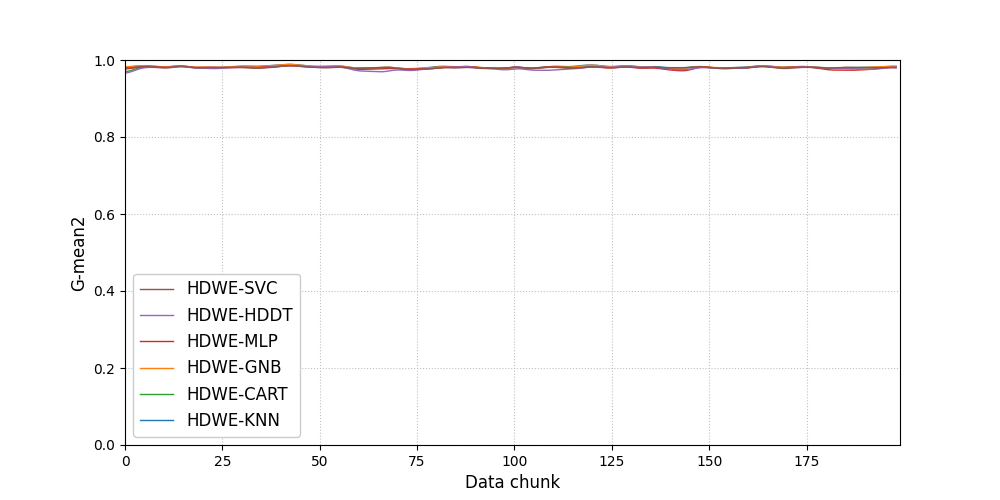 1.0
0.8
0.6
0.4
0.2
0.0
G-mean2
HDWE-SVC
HDWE-HDDT
HDWE-MLP
HDWE-GNB
HDWE-CART
HDWE-KNN
0 25 50 75 100 125 150 175
Data chunk